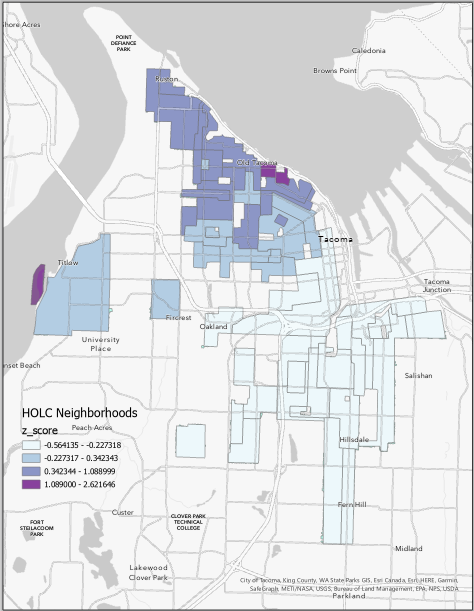 shore Acres
POINT
DEFIANCE
PARK
Caledonia
Browns Point
Ruston
Old Tacoma
Tacoma
Titlow
Tacoma
Junction
Fircrest
Oakland
University
Place
nset Beach
Salishan
HOLC Neighborhoods
z_score
Peach Acres
-0.564135 - -0.227318
-0.227317 - 0.342343
0.342344 - 1.088999
1.089000 - 2.621646
Hillsdale
Fern Hill
Custer
CLOVER PARK
TECHNICAL
COLLEGE
FORT
STEILACOOM
PARK
Midland
Lakewood
Clover Park
City of Tacoma, King County, WA State Parks GIS, Esri Canada, Esri, HERE, Garmin,
SafeGraph, METI/NASA, USGS, Bureau of Land Management, EPA, NPS, USDA
Parkland